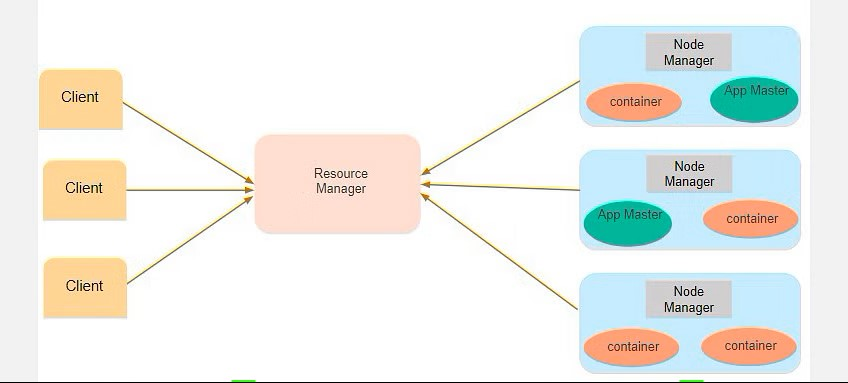 Client
Client
Client
Resource
Manager
Node
Manager
container
App Master
Node
Manager
App Master
container
Node
Manager
container
container